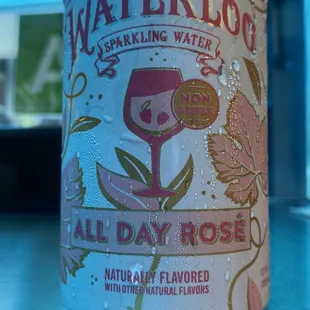 WATERLOO
SPARKLING WATER
NON
ALL DAY ROSÉ
NATURALLY FLAVORED
WITH OTHER NATURAL FLAVORS